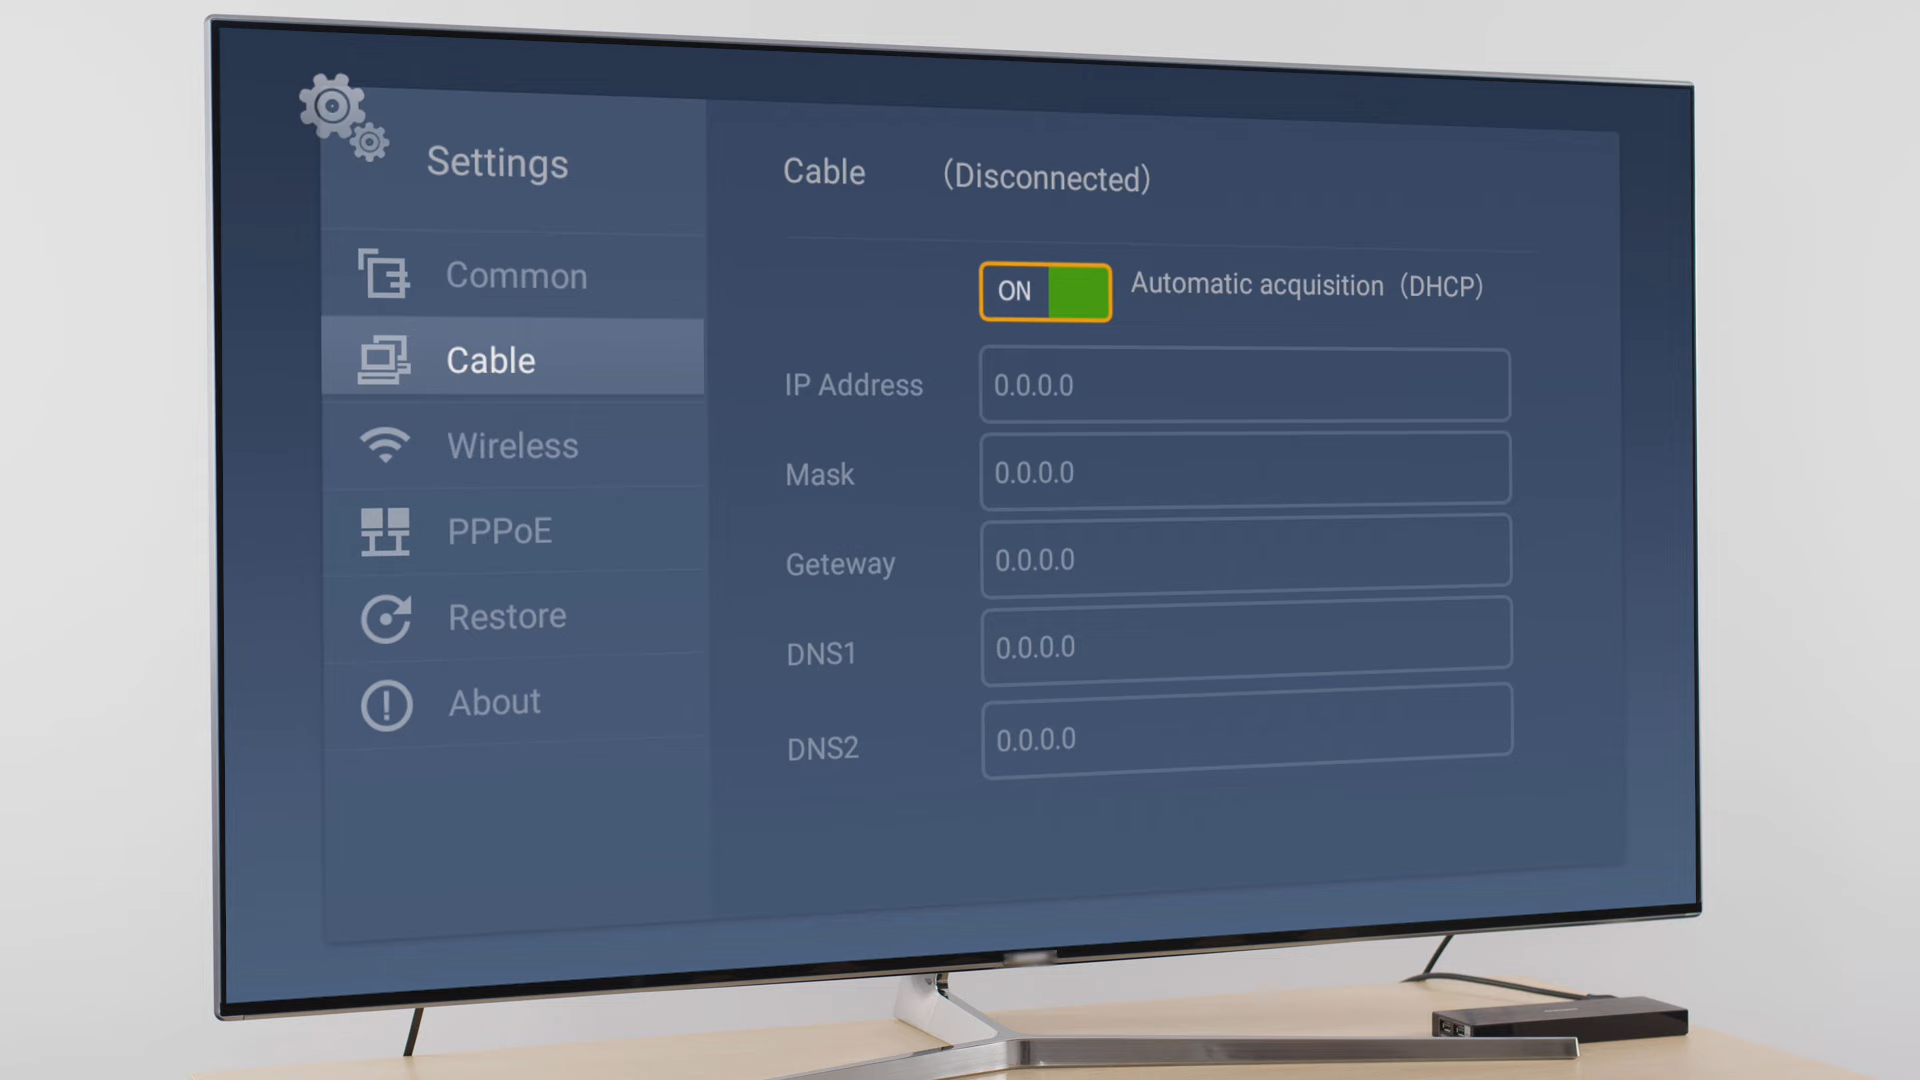 Settings
Common
Cable
Wireless
PPPoE
Restore
About
Cable (Disconnected)
ON Automatic acquisition (DHCP)
IP Address 0.0.0.0
Mask 0.0.0.0
Geteway 0.0.0.0
DNS1 0.0.0.0
DNS2 0.0.0.0